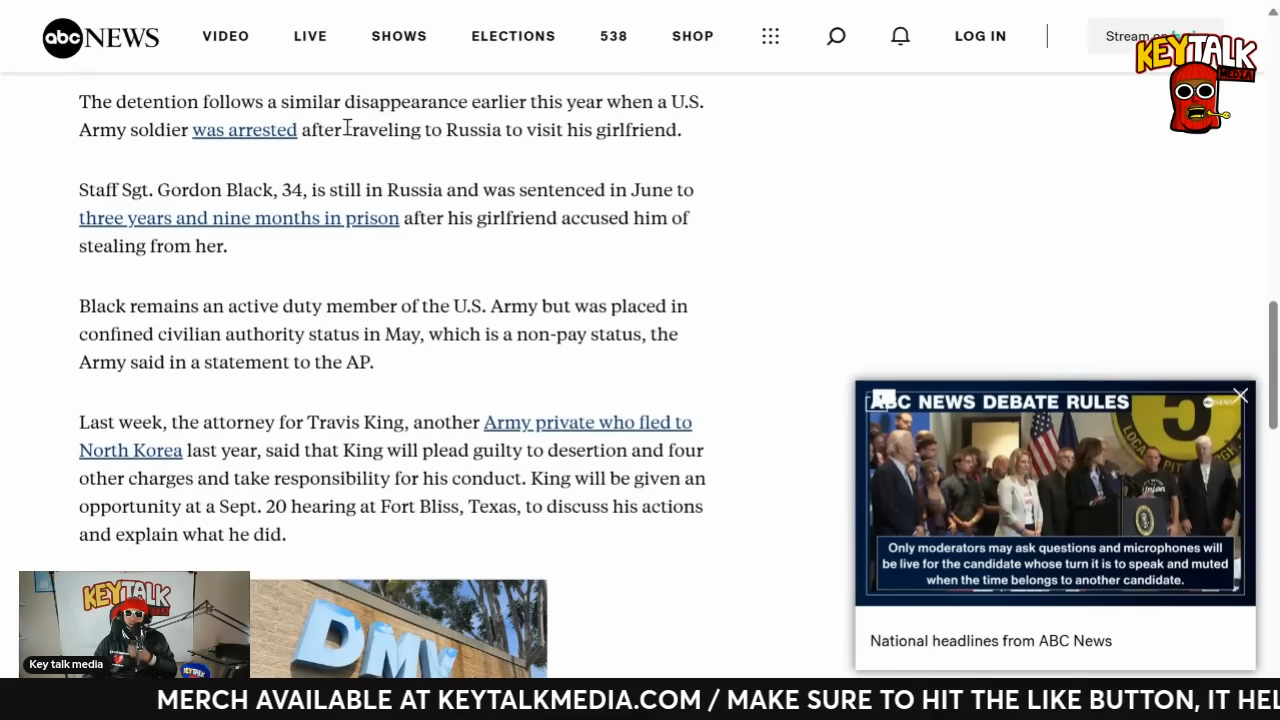 abc NEWS
VIDEO
LIVE
SHOWS
ELECTIONS
538
SHOP
LOG IN
Stream on
KEYTALK
MEDIA
The detention follows a similar disappearance earlier this year when a U.S.
Army soldier was arrested after traveling to Russia to visit his girlfriend.
Staff Sgt. Gordon Black, 34, is still in Russia and was sentenced in June to
three years and nine months in prison after his girlfriend accused him of
stealing from her.
Black remains an active duty member of the U.S. Army but was placed in
confined civilian authority status in May, which is a non-pay status, the
Army said in a statement to the AP.
Last week, the attorney for Travis King, another Army private who fled to
North Korea last year, said that King will plead guilty to desertion and four
other charges and take responsibility for his conduct. King will be given an
opportunity at a Sept. 20 hearing at Fort Bliss, Texas, to discuss his actions
and explain what he did.
ABC NEWS DEBATE RULES
abc NEWS
5
Only moderators may ask questions and microphones will
be live for the candidate whose turn it is to speak and muted
when the time belongs to another candidate.
National headlines from ABC News
KEYTALK
MEDIA
Key talk media
DMV
MERCH AVAILABLE AT KEYTALKMEDIA.COM / MAKE SURE TO HIT THE LIKE BUTTON, IT HEL